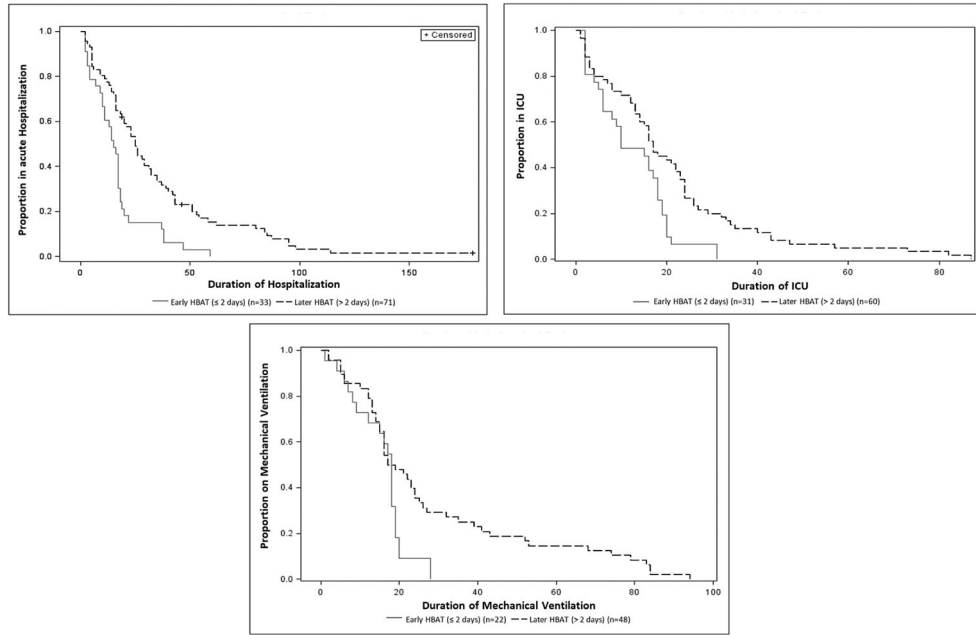 + Censored
Proportion in acute Hospitalization
1.0
0.8
0.6
0.4
0.2
0.0
0 50 100 150
Duration of Hospitalization
Early HBAT (≤ 2 days) (n=33) Later HBAT (> 2 days) (n=71)
Proportion in ICU
1.0
0.8
0.6
0.4
0.2
0.0
0 20 40 60 80
Duration of ICU
Early HBAT (≤ 2 days) (n=31) Later HBAT (> 2 days) (n=60)
Proportion on Mechanical Ventilation
1.0
0.8
0.6
0.4
0.2
0.0
0 20 40 60 80 100
Duration of Mechanical Ventilation
Early HBAT (≤ 2 days) (n=22) Later HBAT (> 2 days) (n=48)